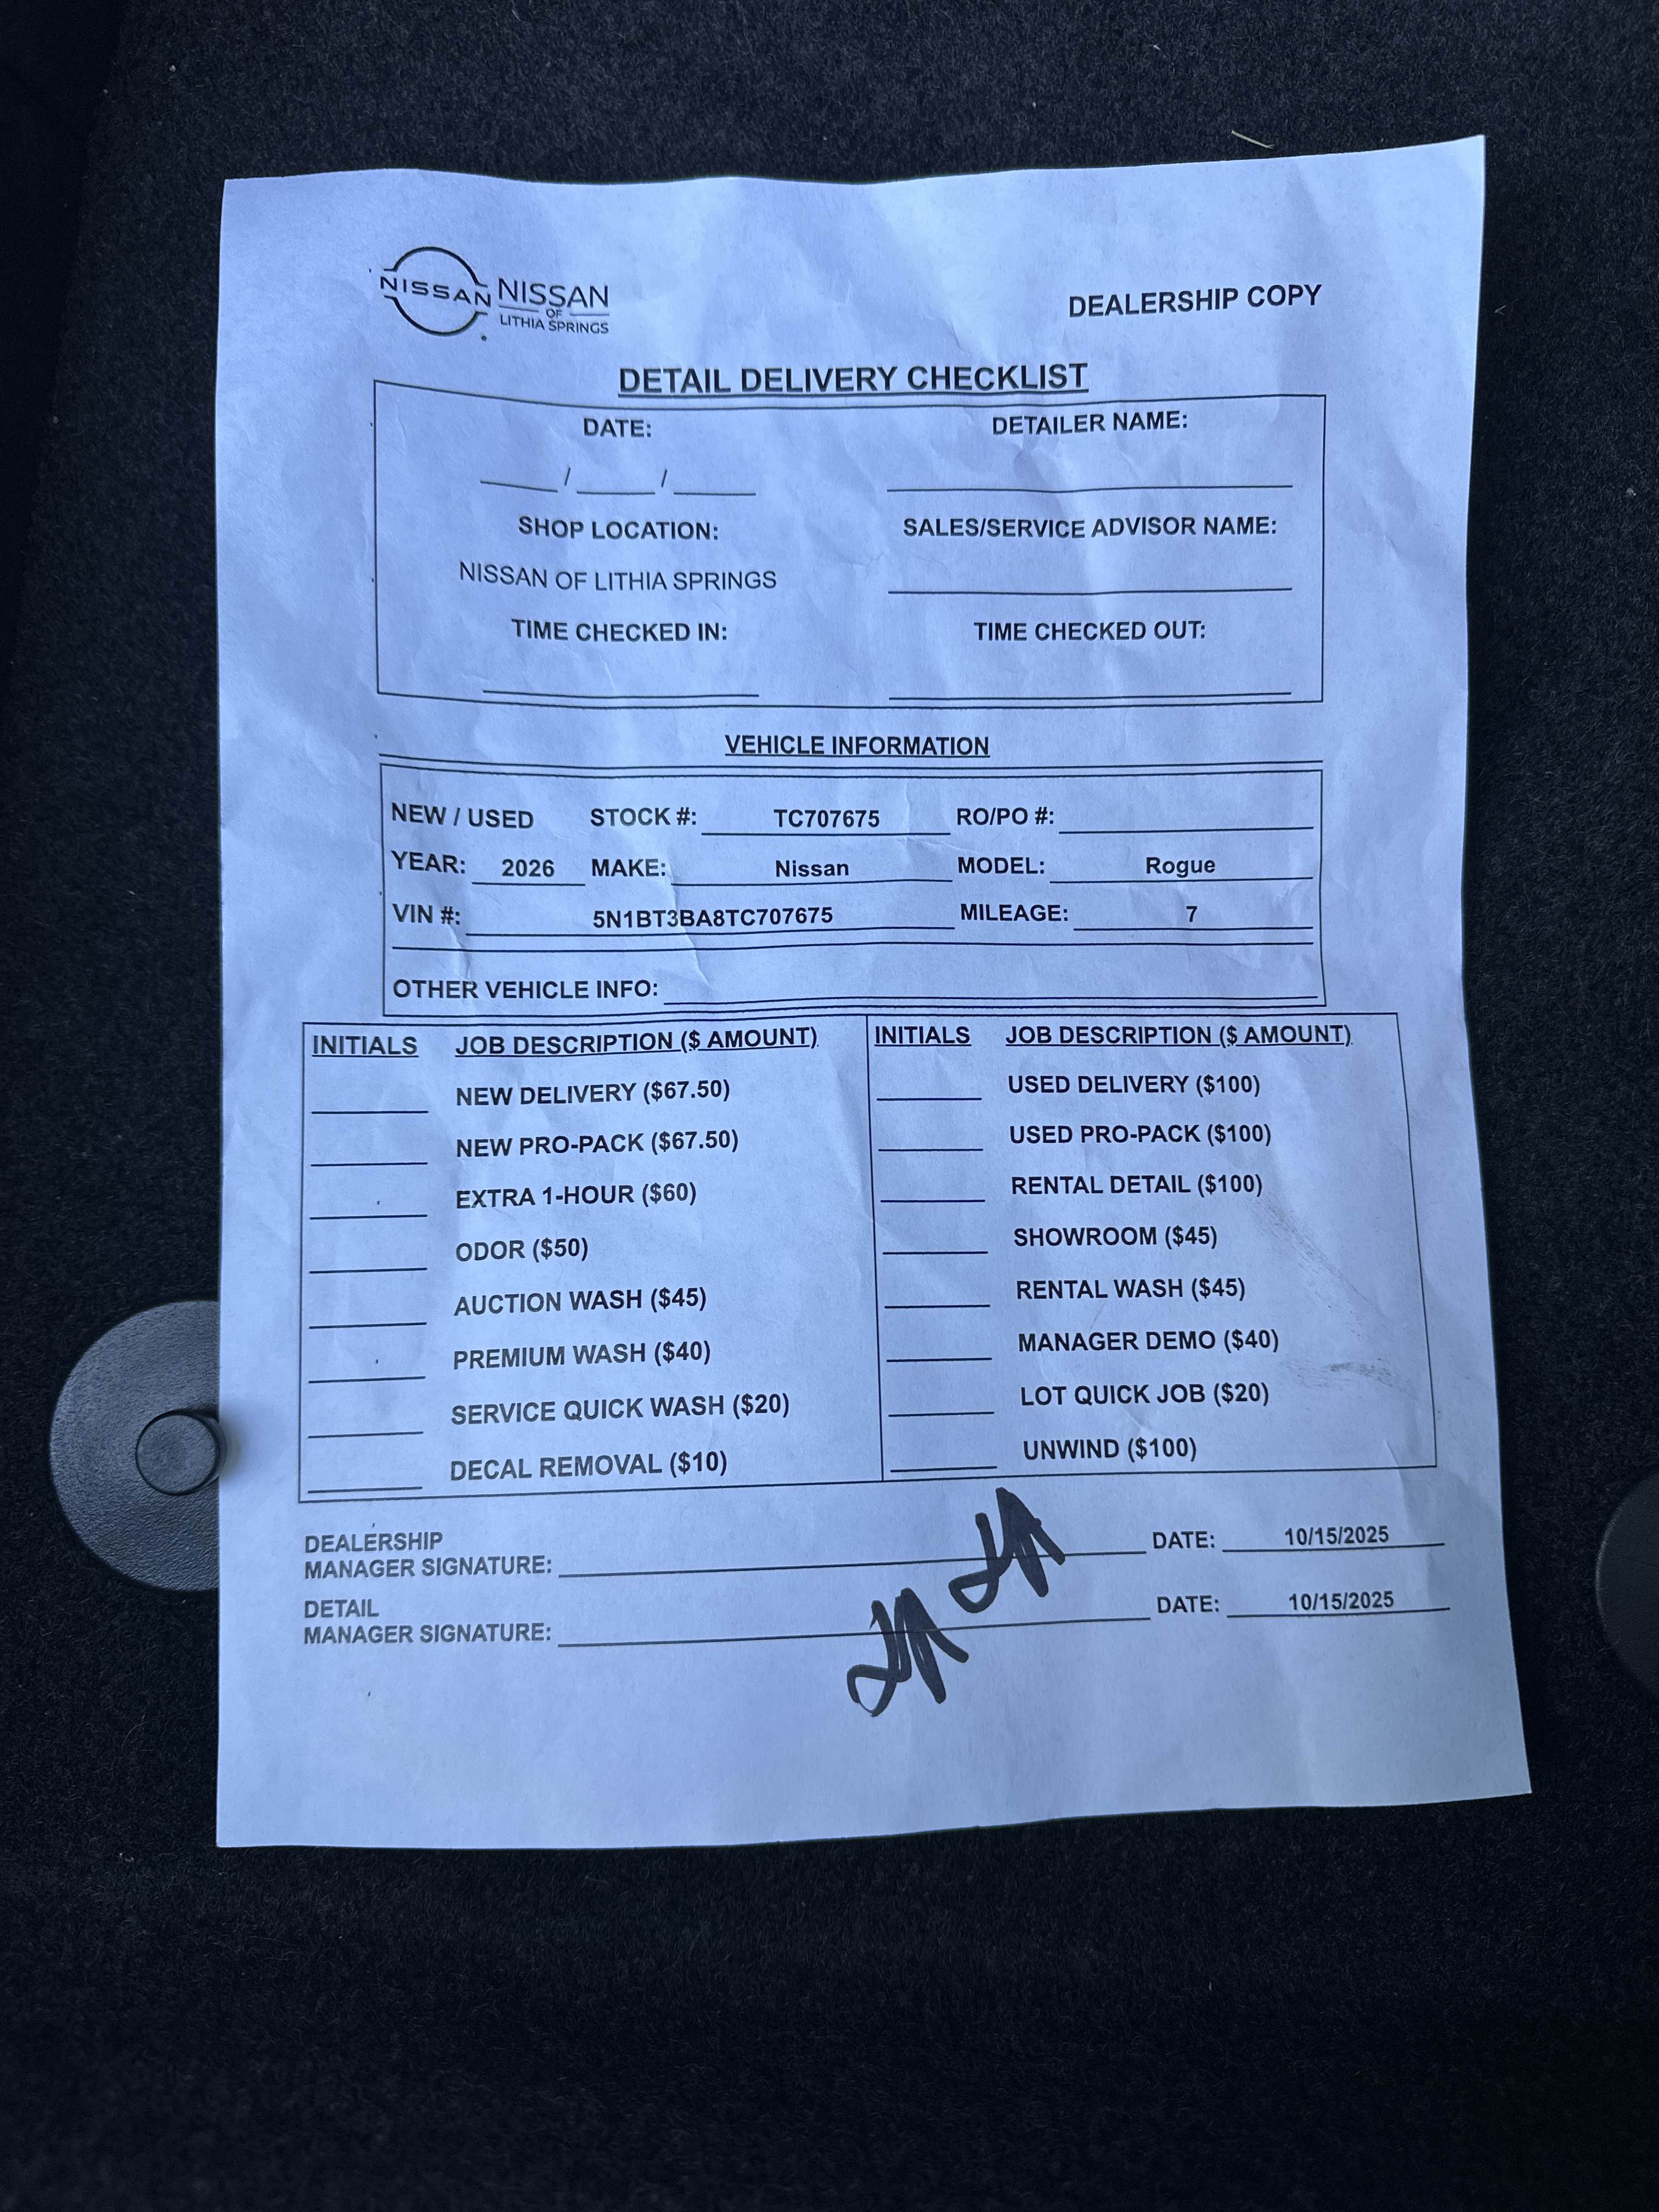 NISSAN NISSAN
OF
LITHIA SPRINGS
DEALERSHIP COPY
DETAIL DELIVERY CHECKLIST
DATE: DETAILER NAME:
____ / ____ / ____ ____
SHOP LOCATION: SALES/SERVICE ADVISOR NAME:
NISSAN OF LITHIA SPRINGS
TIME CHECKED IN: TIME CHECKED OUT:
VEHICLE INFORMATION
NEW / USED STOCK #: TC707675 RO/PO #:
YEAR: 2026 MAKE: Nissan MODEL: Rogue
VIN #: 5N1BT3BA8TC707675 MILEAGE: 7
OTHER VEHICLE INFO:
INITIALS JOB DESCRIPTION ($ AMOUNT) INITIALS JOB DESCRIPTION ($ AMOUNT)
NEW DELIVERY ($67.50) USED DELIVERY ($100)
NEW PRO-PACK ($67.50) USED PRO-PACK ($100)
EXTRA 1-HOUR ($60) RENTAL DETAIL ($100)
ODOR ($50) SHOWROOM ($45)
AUCTION WASH ($45) RENTAL WASH ($45)
PREMIUM WASH ($40) MANAGER DEMO ($40)
SERVICE QUICK WASH ($20) LOT QUICK JOB ($20)
DECAL REMOVAL ($10) UNWIND ($100)
DEALERSHIP
MANAGER SIGNATURE: DATE: 10/15/2025
DETAIL
MANAGER SIGNATURE: DATE: 10/15/2025